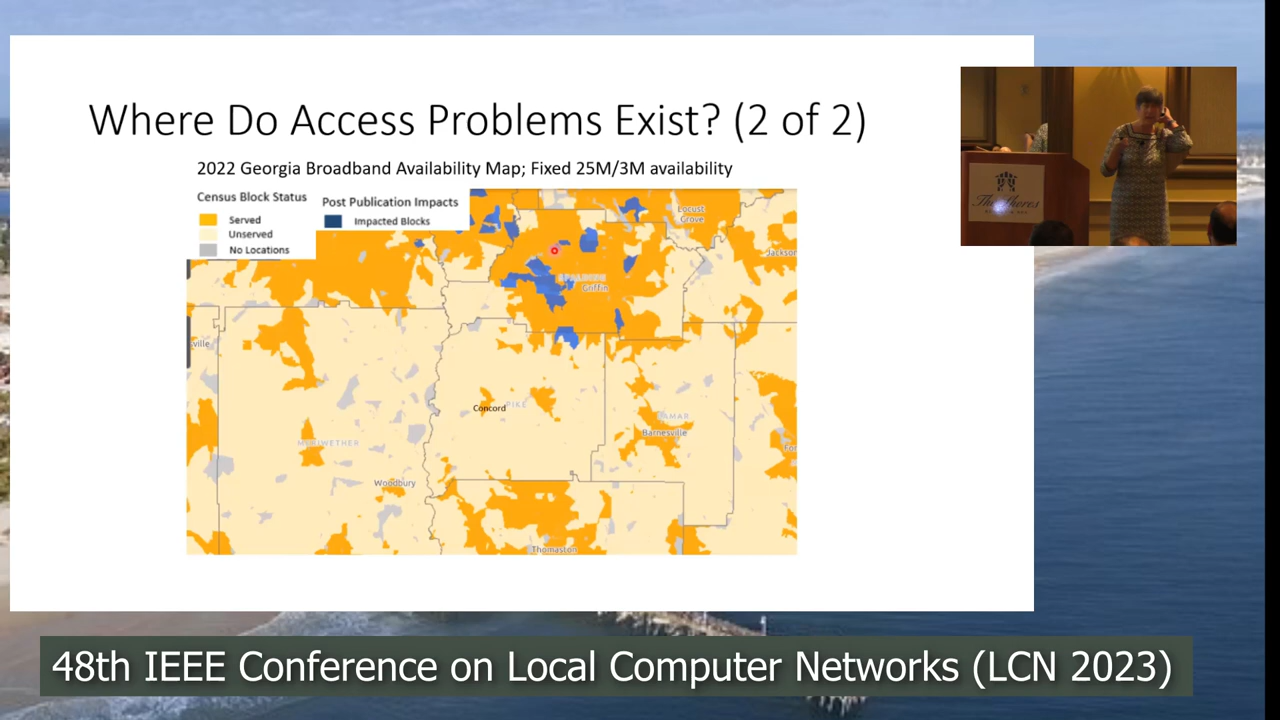 Where Do Access Problems Exist? (2 of 2)
2022 Georgia Broadband Availability Map; Fixed 25M/3M availability
Census Block Status
Served
Unserved
No Locations
Post Publication Impacts
Impacted Blocks
Locust
Grove
Jackson
SPALDING
Griffin
ville
Concord
PIKE
LAMAR
Barnesville
MERIWETHER
For
Woodbury
Thomaston
48th IEEE Conference on Local Computer Networks (LCN 2023)